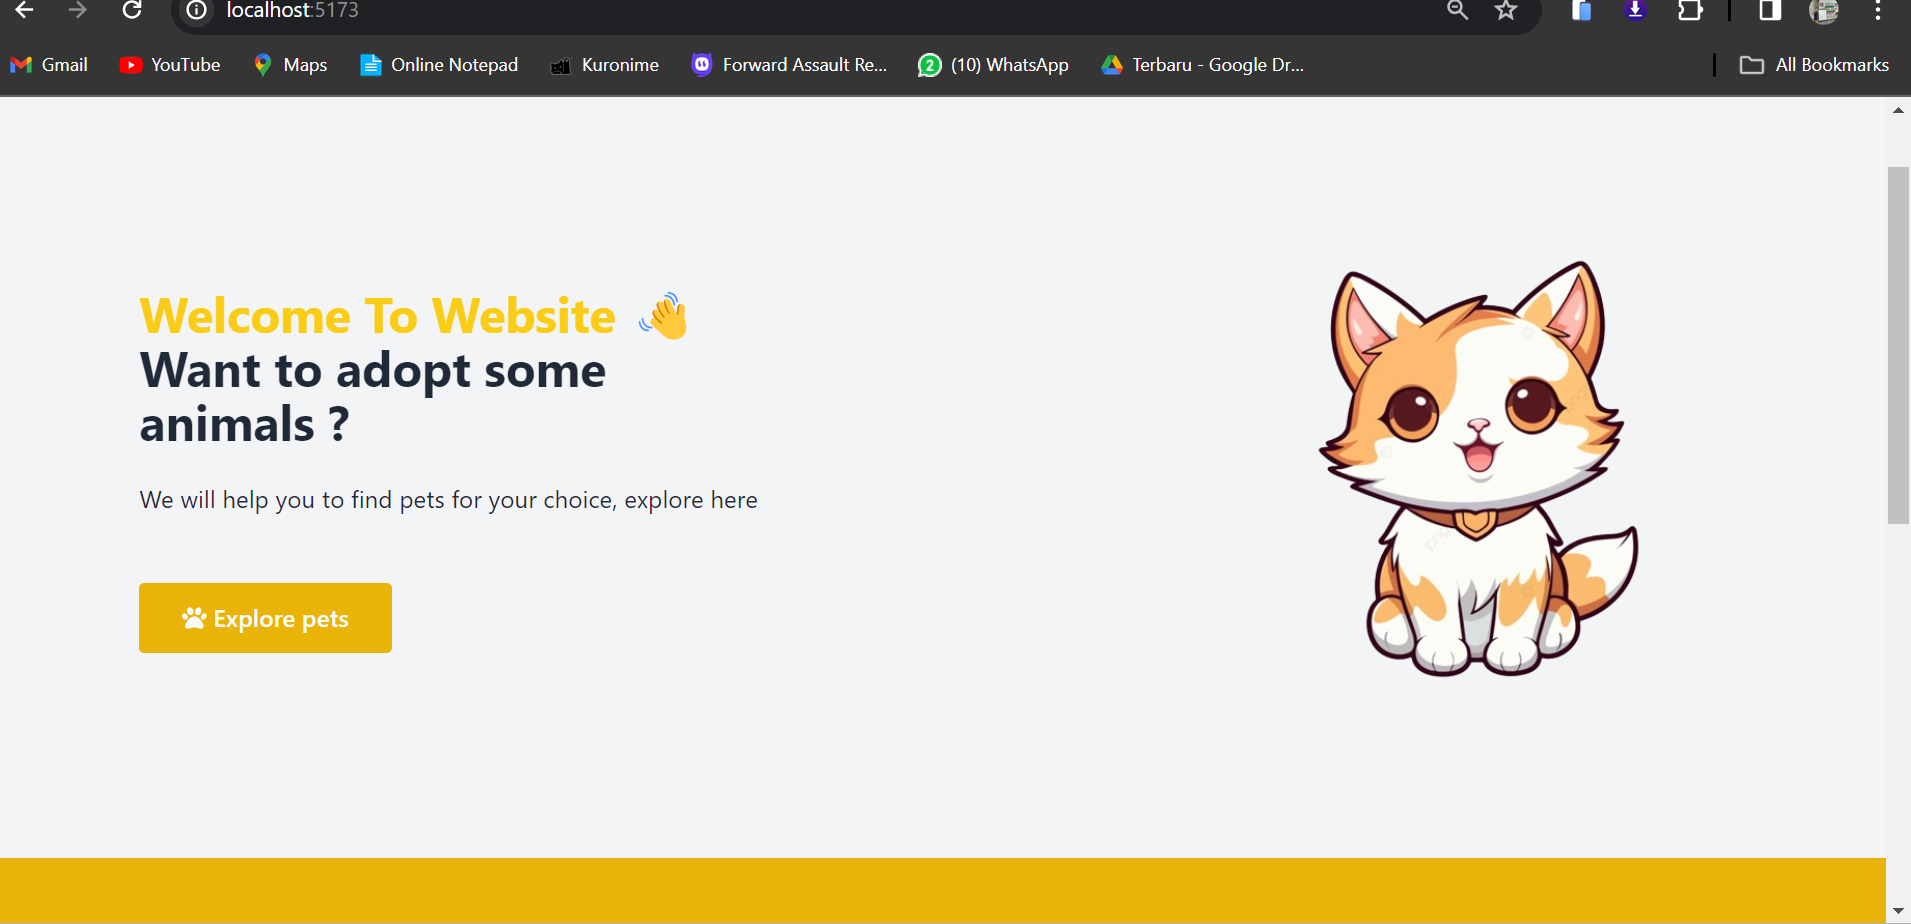 localhost:5173
Gmail YouTube Maps Online Notepad Kuronime Forward Assault Re... (10) WhatsApp Terbaru - Google Dr... All Bookmarks
Welcome To Website 👋
Want to adopt some
animals ?
We will help you to find pets for your choice, explore here
Explore pets